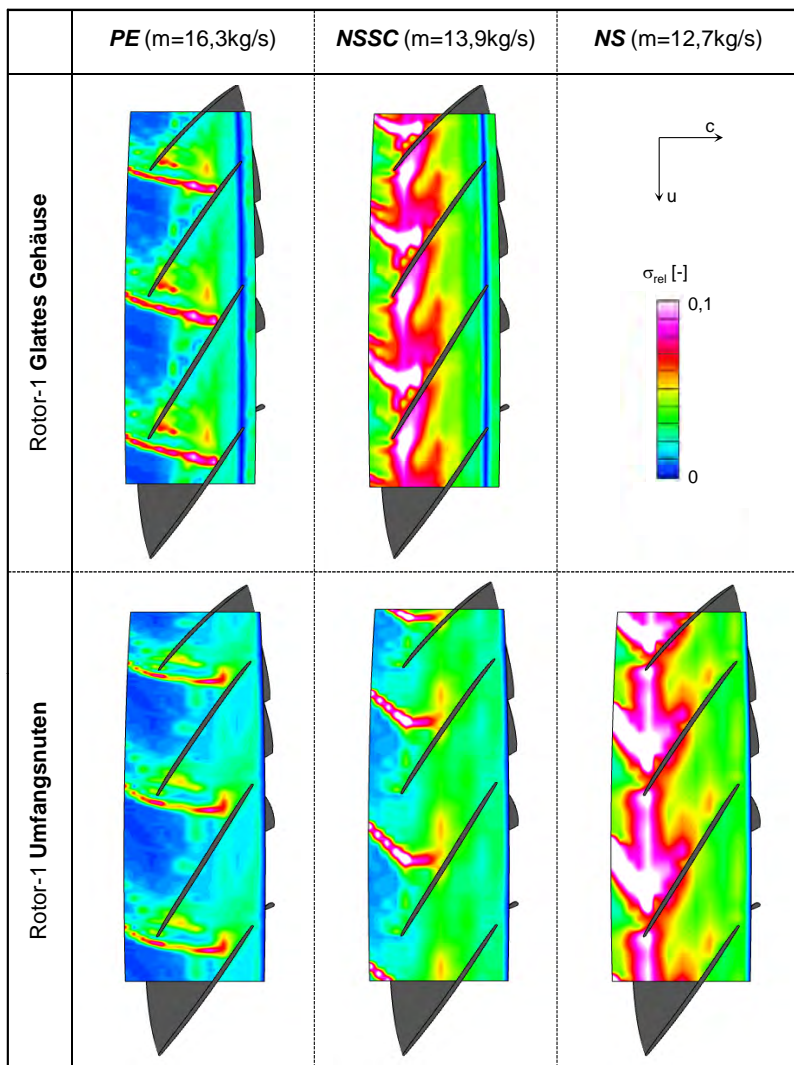 PE (m=16,3kg/s)
NSSC (m=13,9kg/s)
NS (m=12,7kg/s)
Rotor-1 Glattes Gehäuse
c
u
σrel [-]
0,1
0
Rotor-1 Umfangsnuten